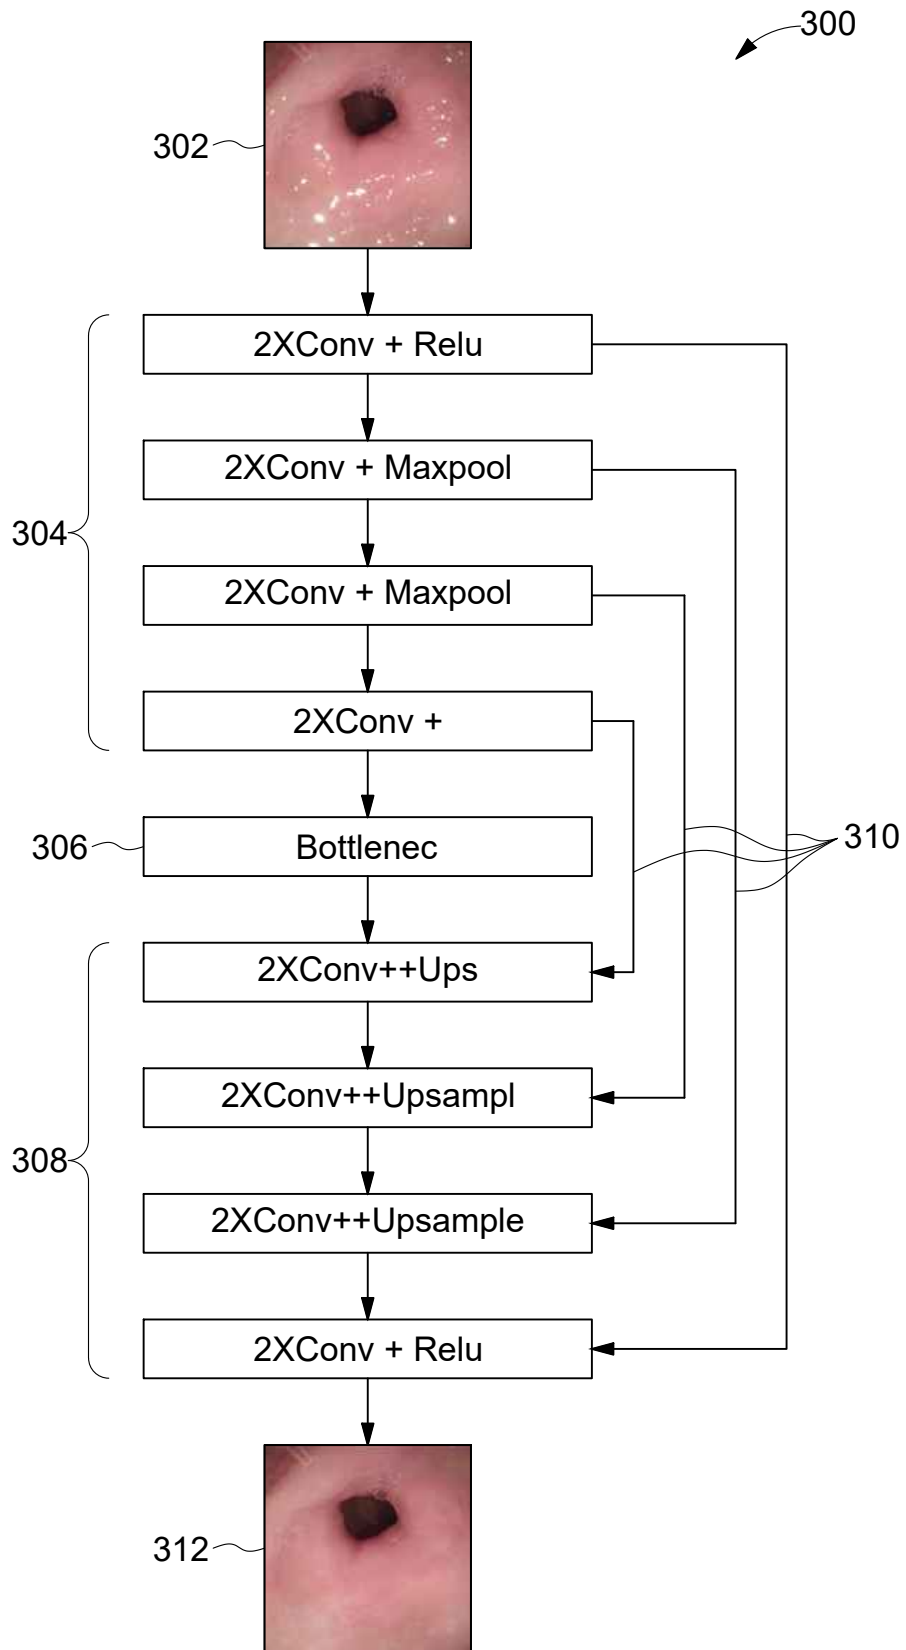 300
302
2XConv + Relu
2XConv + Maxpool
304
2XConv + Maxpool
2XConv +
306
Bottlenec
310
2XConv++Ups
2XConv++Upsampl
308
2XConv++Upsample
2XConv + Relu
312